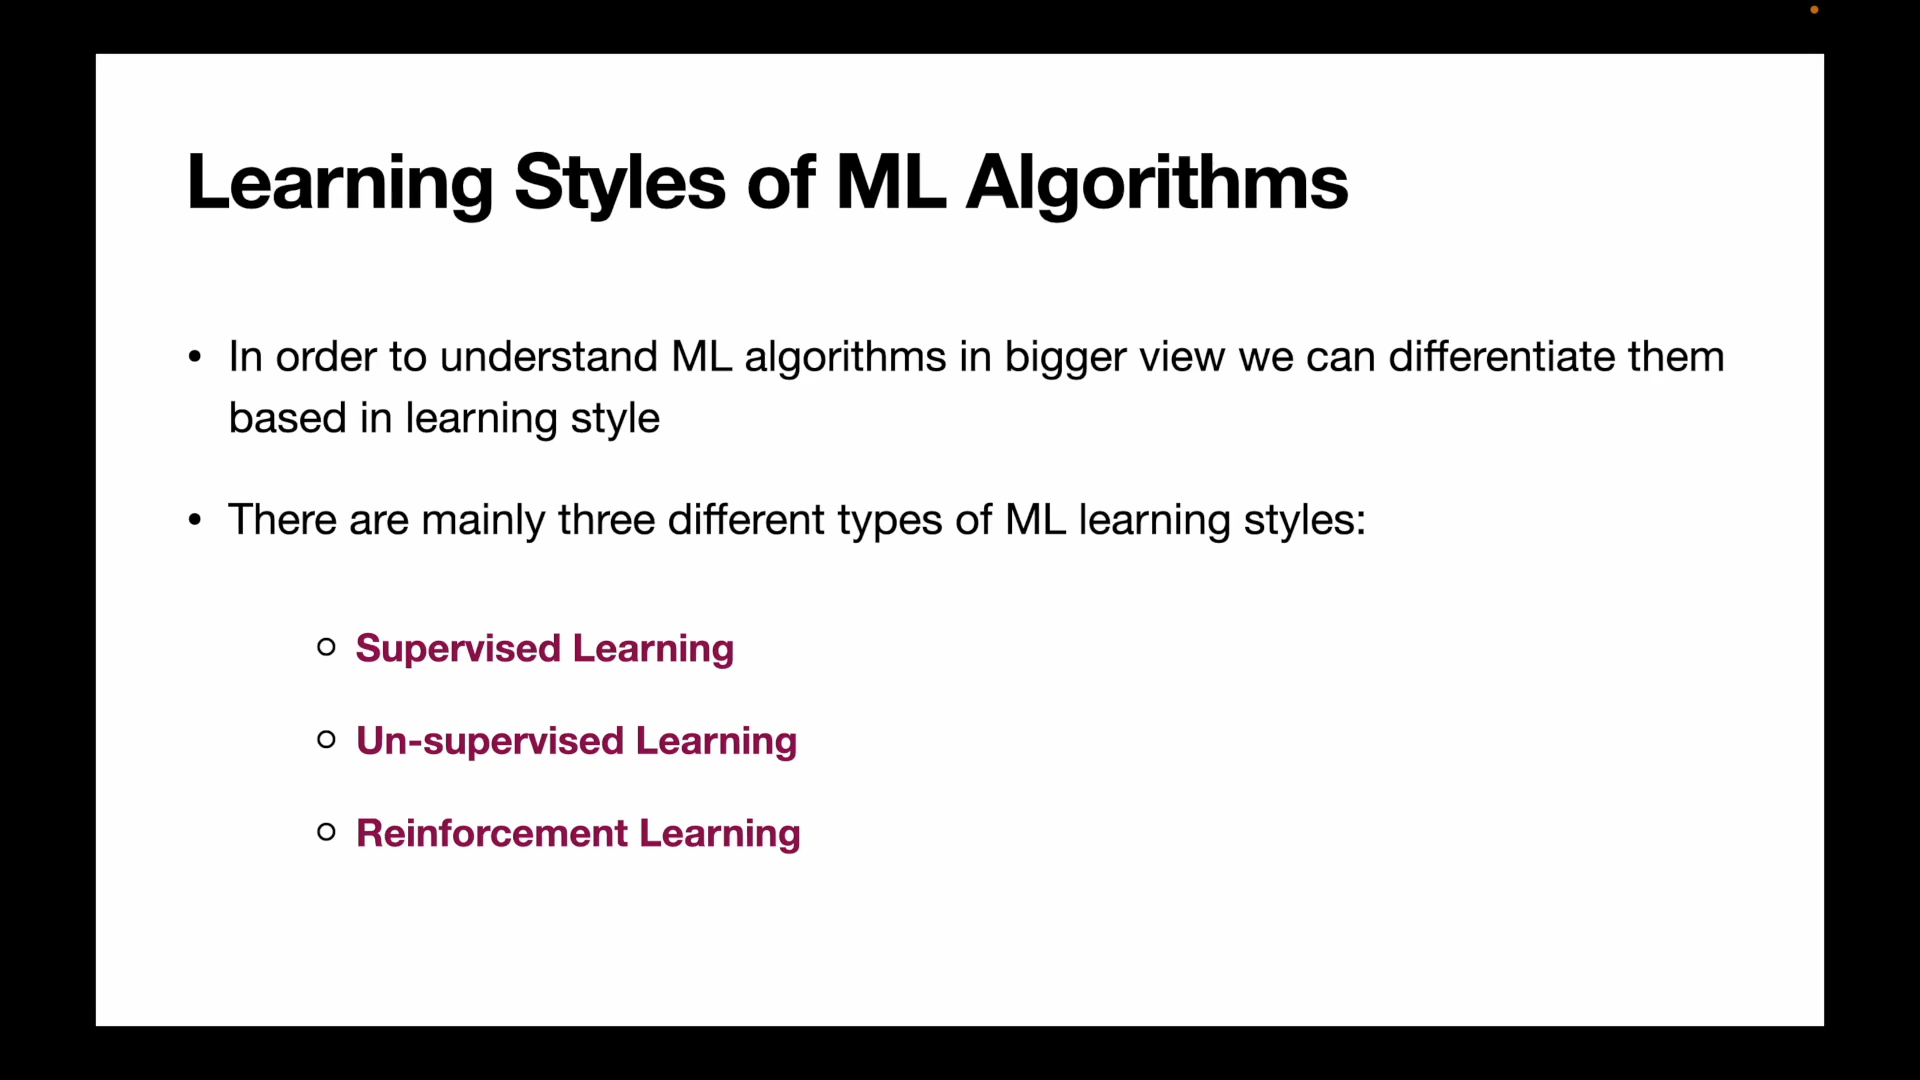 Learning Styles of ML Algorithms
• In order to understand ML algorithms in bigger view we can differentiate them
based in learning style
• There are mainly three different types of ML learning styles:
○ Supervised Learning
○ Un-supervised Learning
○ Reinforcement Learning